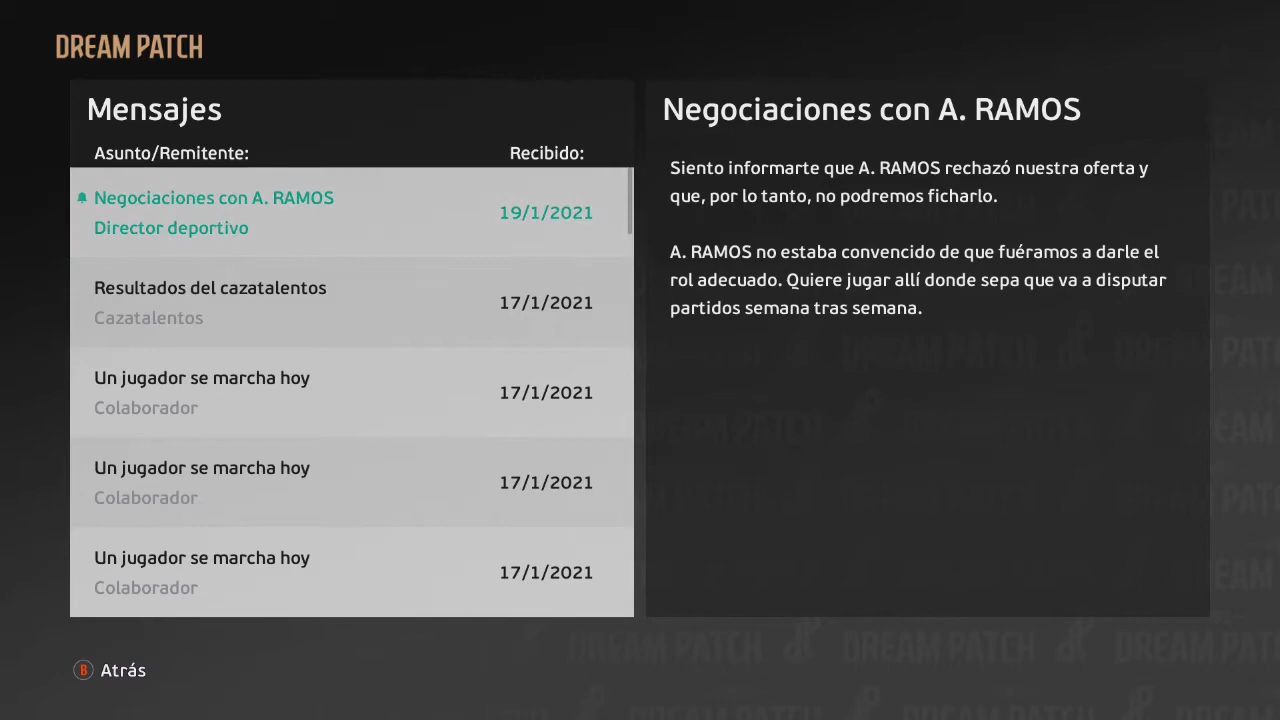 DREAM PATCH
Mensajes
Asunto/Remitente: Recibido:
Negociaciones con A. RAMOS
Director deportivo
19/1/2021
Resultados del cazatalentos
Cazatalentos
17/1/2021
Un jugador se marcha hoy
Colaborador
17/1/2021
Un jugador se marcha hoy
Colaborador
17/1/2021
Un jugador se marcha hoy
Colaborador
17/1/2021
Negociaciones con A. RAMOS
Siento informarte que A. RAMOS rechazó nuestra oferta y
que, por lo tanto, no podremos ficharlo.
A. RAMOS no estaba convencido de que fuéramos a darle el
rol adecuado. Quiere jugar allí donde sepa que va a disputar
partidos semana tras semana.
B Atrás
DREAM PATCH
DREAM PATCH